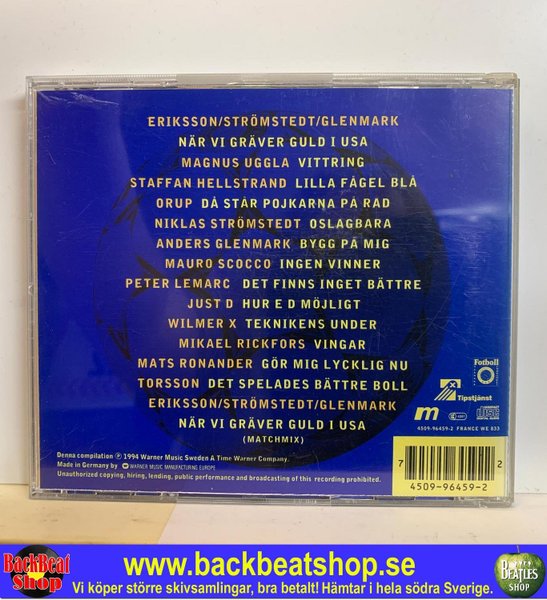 ERIKSSON/STRÖMSTEDT/GLENMARK
NÄR VI GRÄVER GULD I USA
MAGNUS UGGLA VITTRING
STAFFAN HELLSTRAND LILLA FÅGEL BLÅ
ORUP DÅ STÅR POJKARNA PÅ RAD
NIKLAS STRÖMSTEDT OSLAGBARA
ANDERS GLENMARK BYGG PÅ MIG
MAURO SCOCCO INGEN VINNER
PETER LEMARC DET FINNS INGET BÄTTRE
JUST D HUR E D MÖJLIGT
WILMER X TEKNIKENS UNDER
MIKAEL RICKFORS VINGAR
MATS RONANDER GÖR MIG LYCKLIG NU
TORSSON DET SPELADES BÄTTRE BOLL
ERIKSSON/STRÖMSTEDT/GLENMARK
NÄR VI GRÄVER GULD I USA
(MATCHMIX)
Fotboll
Tipstjänst
m
4509-96459-2 FRANCE WE 833
Denna compilation ℗ 1994 Warner Music Sweden A Time Warner Company.
Made in Germany by WARNER MUSIC MANUFACTURING EUROPE
Unauthorized copying, hiring, lending, public performance and broadcasting of this recording prohibited.
7 2
4509-96459-2
BackBeat Shop
www.backbeatshop.se
Vi köper större skivsamlingar, bra betalt! Hämtar i hela södra Sverige.
BEATLES
SHOP